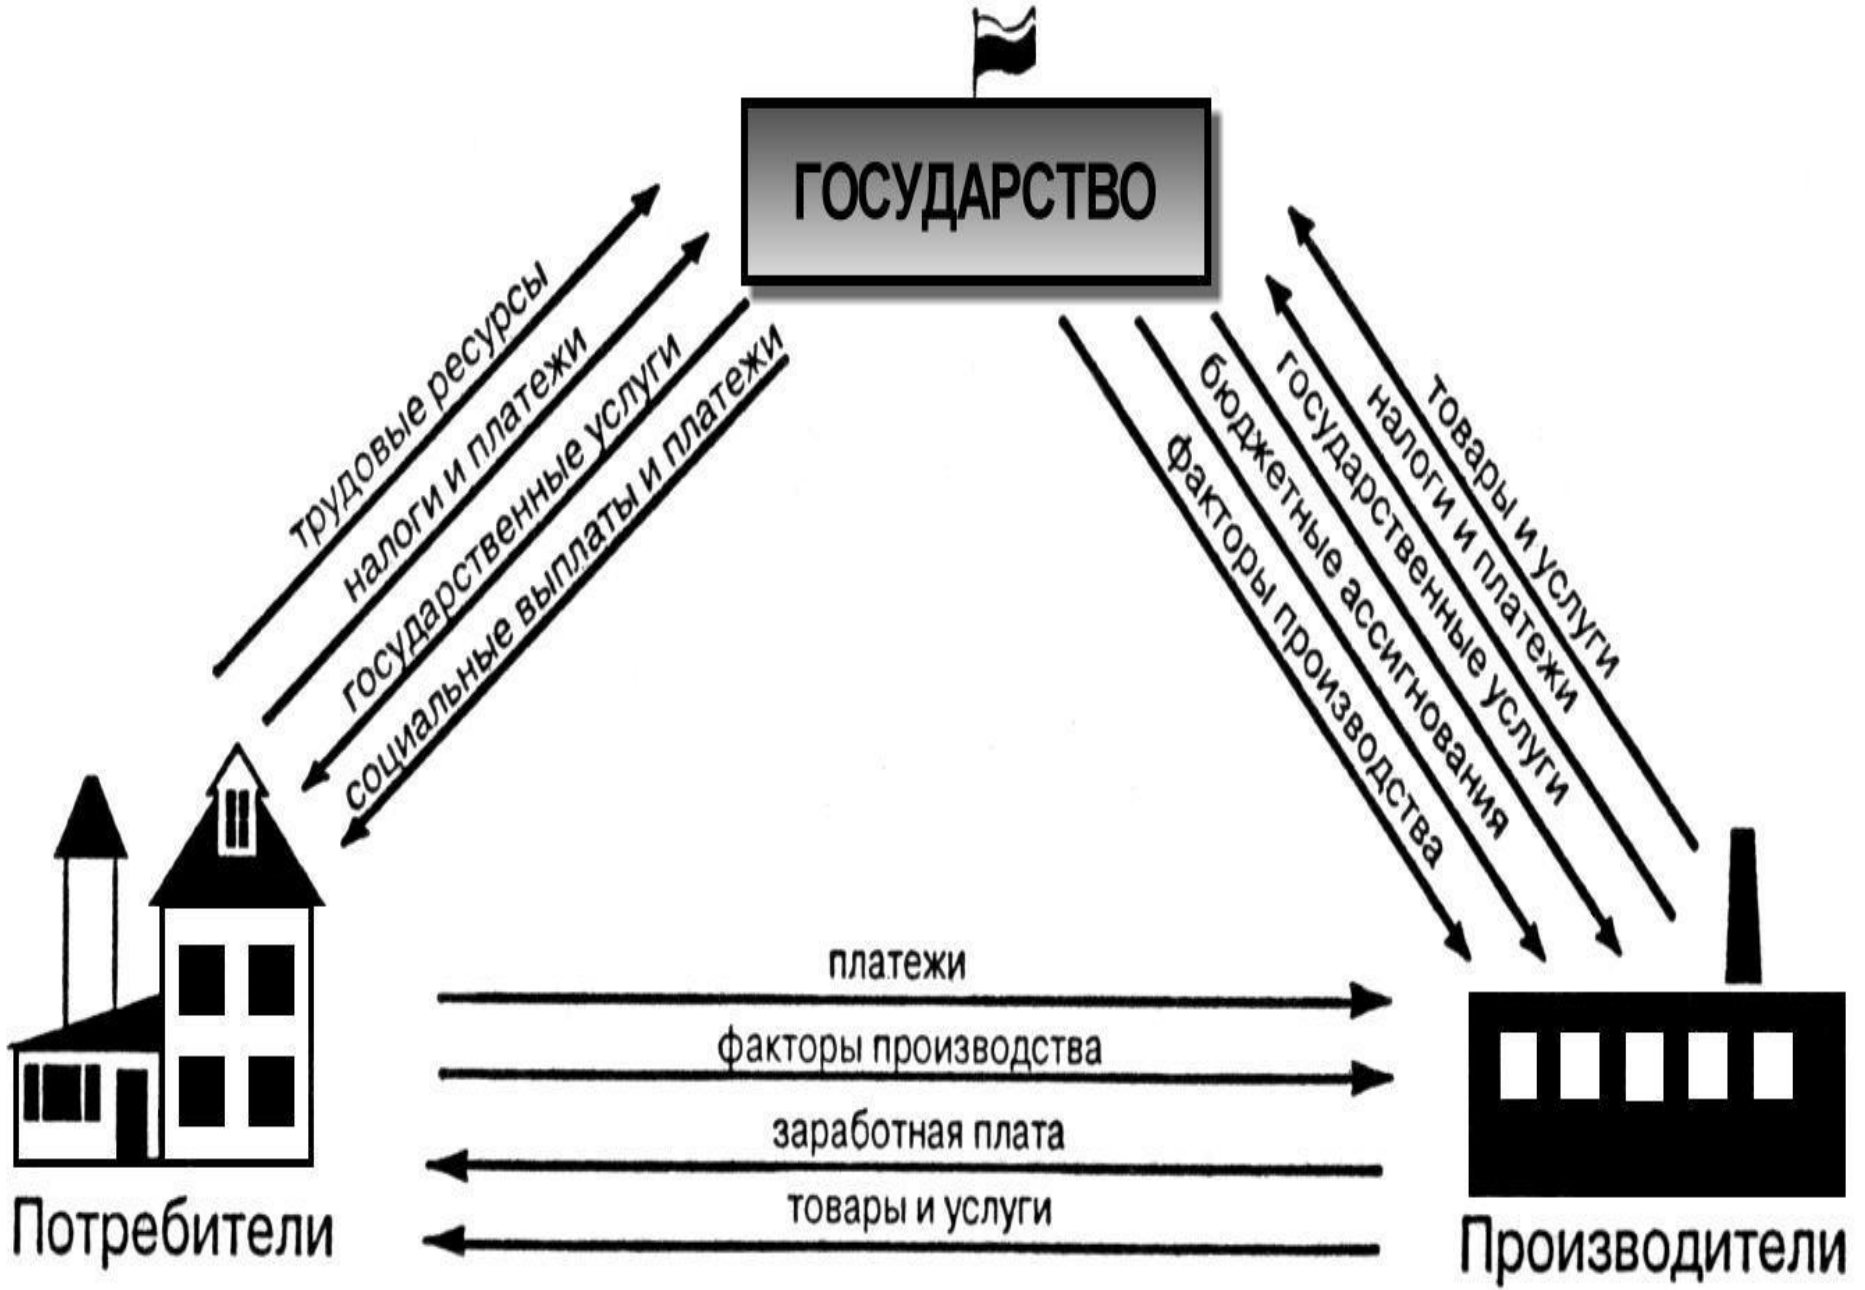 ГОСУДАРСТВО
трудовые ресурсы
налоги и платежи
государственные услуги
социальные выплаты и платежи
товары и услуги
налоги и платежи
государственные услуги
бюджетные ассигнования
факторы производства
платежи
факторы производства
заработная плата
товары и услуги
Потребители
Производители